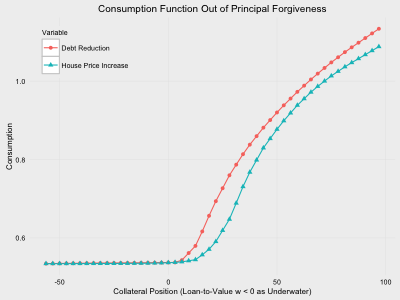 Consumption Function Out of Principal Forgiveness
Variable
Debt Reduction
House Price Increase
Consumption
1.0
0.8
0.6
-50
0
50
100
Collateral Position (Loan-to-Value w < 0 as Underwater)